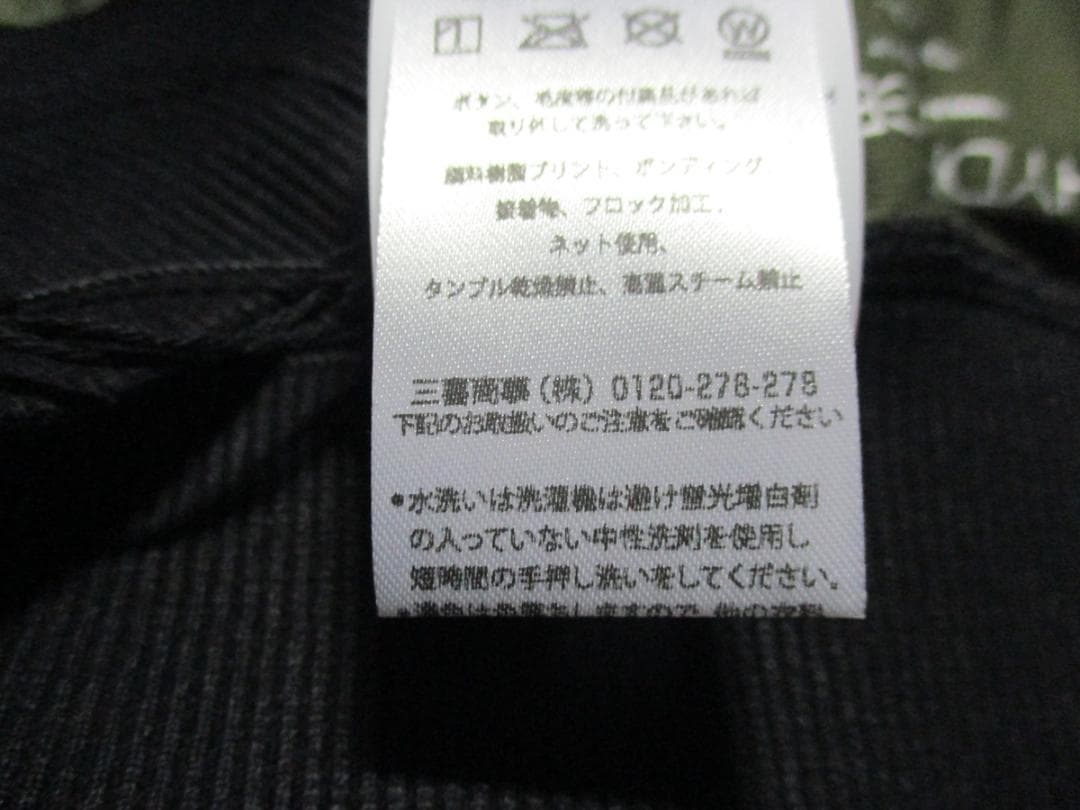 ボタン、毛皮等の付属品があれば
取り外して洗って下さい。
顔料樹脂プリント、ボンディング、
接着物、フロック加工、
ネット使用、
タンブル乾燥禁止、高温スチーム禁止
三喜商事（株）0120-278-278
下記のお取扱いのご注意をご確認ください
•水洗いは洗濯機は避け蛍光増白剤
の入っていない中性洗剤を使用し
短時間の手押し洗いをしてください。